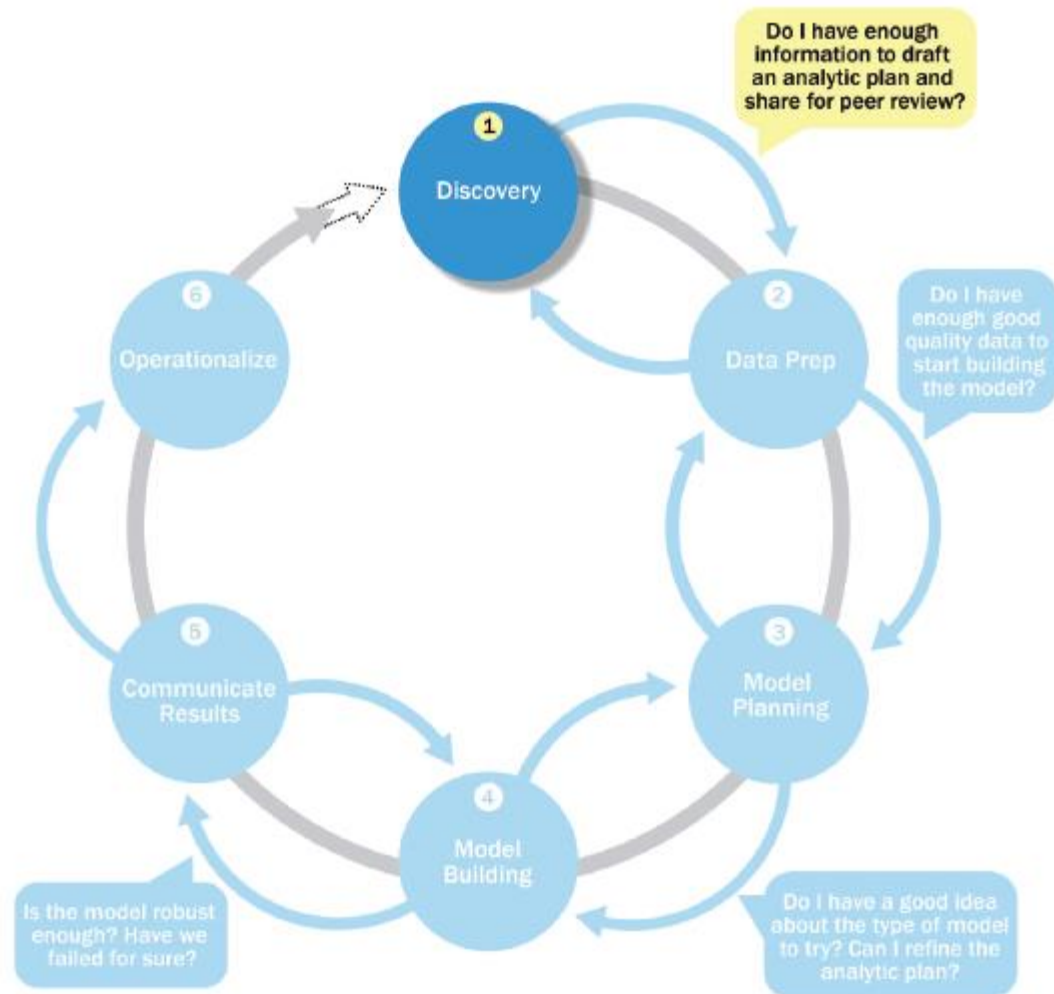 Do I have enough
information to draft
an analytic plan and
share for peer review?
1
Discovery
2
Data Prep
Do I have
enough good
quality data to
start building
the model?
3
Model
Planning
Do I have a good idea
about the type of model
to try? Can I refine the
analytic plan?
4
Model
Building
Is the model robust
enough? Have we
failed for sure?
5
Communicate
Results
6
Operationalize